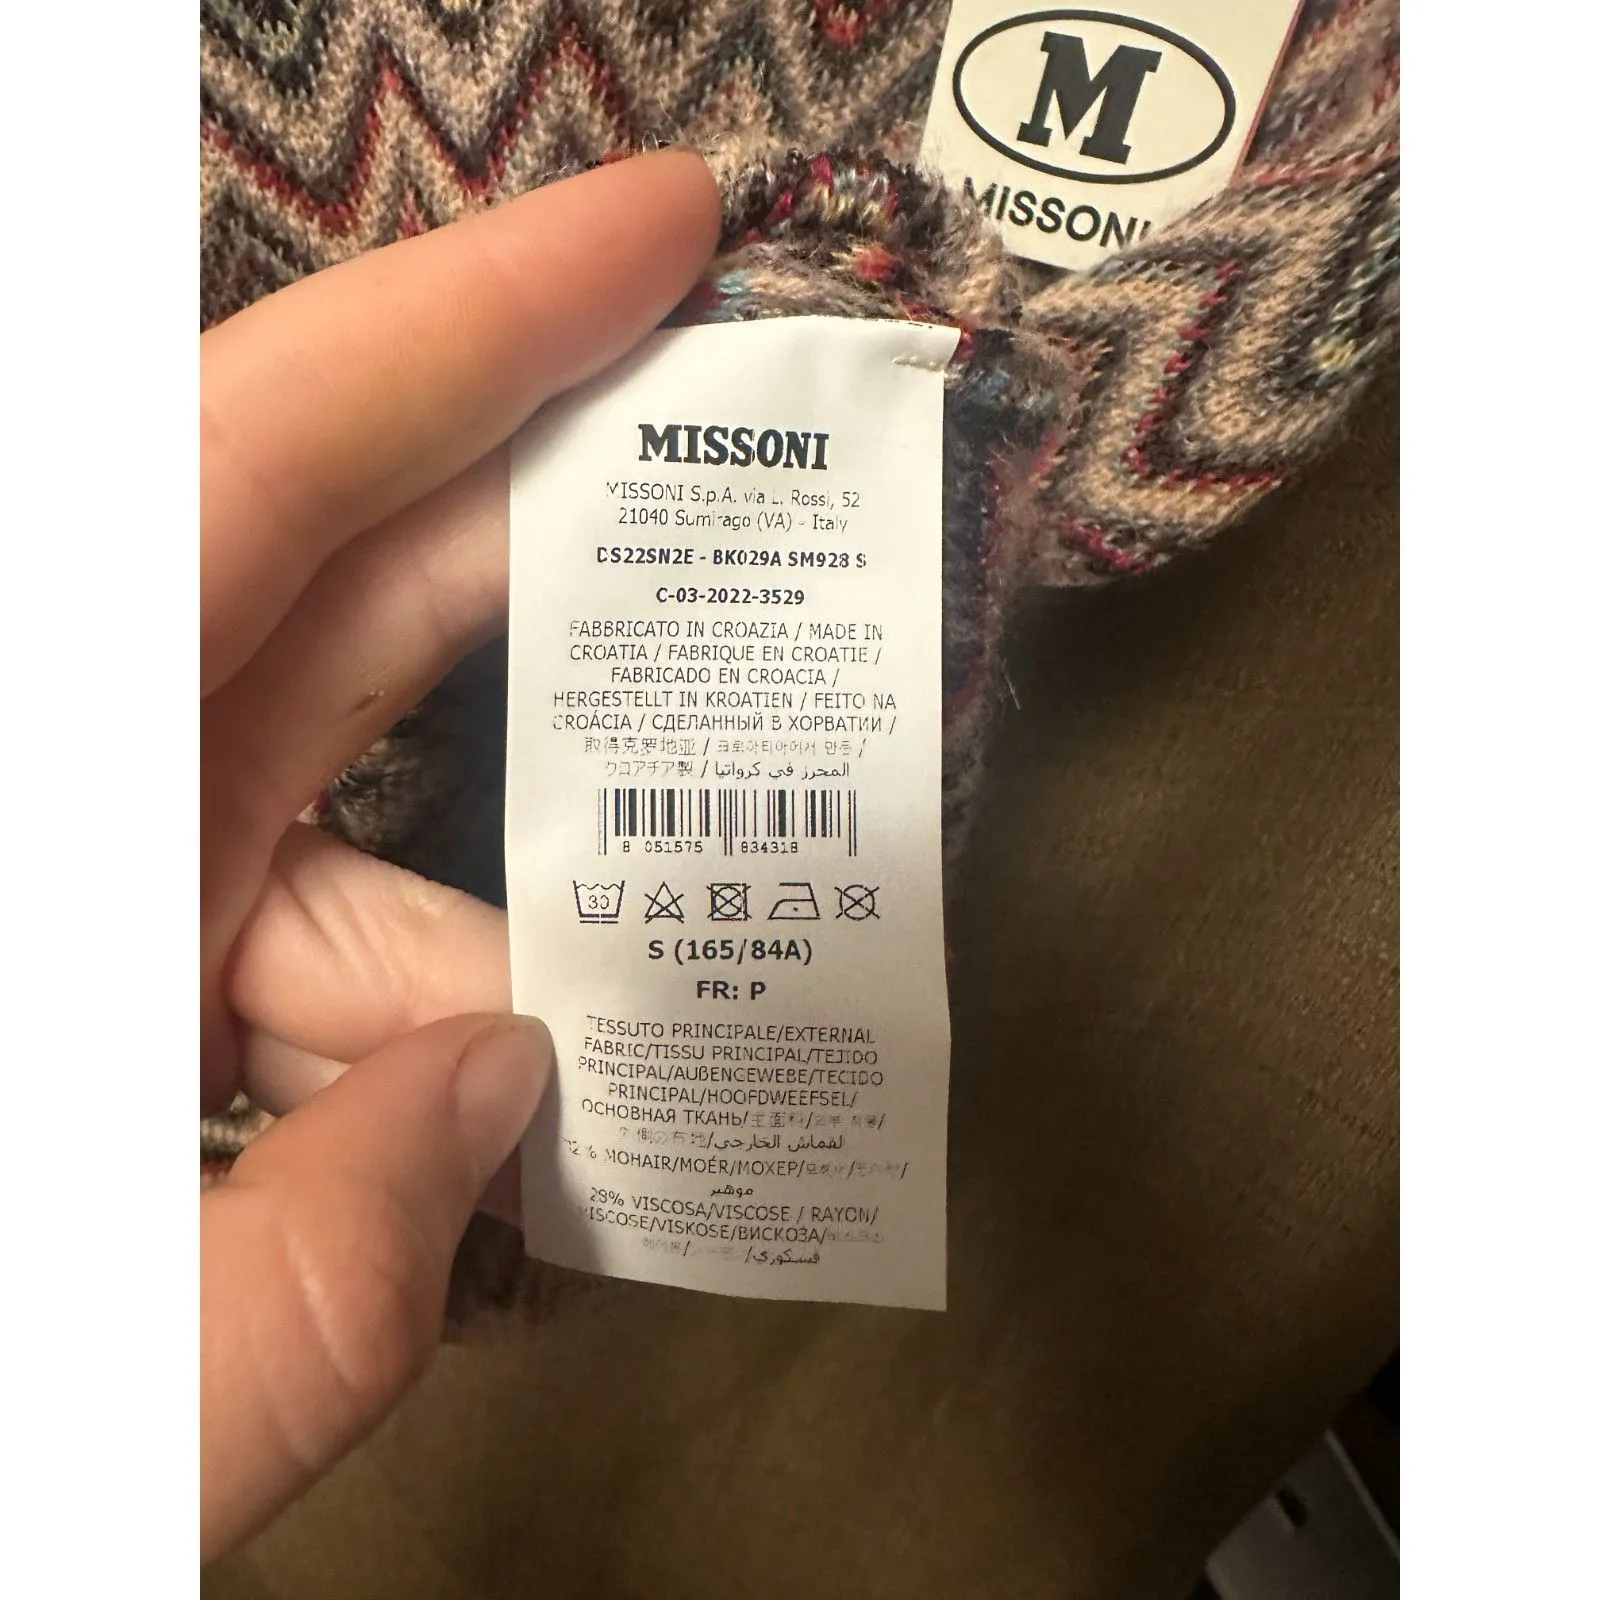 M
MISSONI
MISSONI
MISSONI S.p.A. via L. Rossi, 52
21040 Sumirago (VA) - Italy
DS22SN2E - BK029A SM928 S
C-03-2022-3529
FABBRICATO IN CROAZIA / MADE IN
CROATIA / FABRIQUE EN CROATIE /
FABRICADO EN CROACIA /
HERGESTELLT IN KROATIEN / FEITO NA
CROÁCIA / СДЕЛАННЫЙ В ХОРВАТИИ /
取得克罗地亚 / 크로아티아에서 만든 /
クロアチア製 / المحرز في كرواتيا
8 051575 834318
30
S (165/84A)
FR: P
TESSUTO PRINCIPALE/EXTERNAL
FABRIC/TISSU PRINCIPAL/TEJIDO
PRINCIPAL/AUßENGEWEBE/TECIDO
PRINCIPAL/HOOFDWEEFSEL/
ОСНОВНАЯ ТКАНЬ/主面料/
لقماش الخارجي/
MOHAIR/MOÉR/МОХЕР/
موهير
28% VISCOSA/VISCOSE / RAYON/
VISCOSE/VISKOSE/ВИСКОЗА/
فسكوزي/